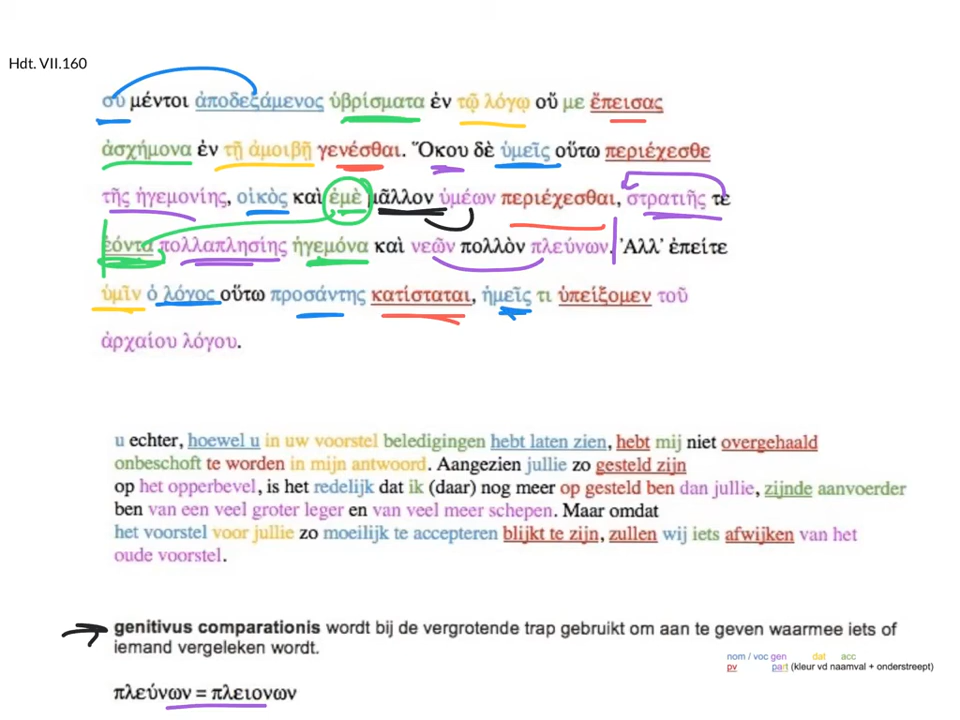 Hdt. VII.160
σὺ μέντοι ἀποδεξάμενος ὑβρίσματα ἐν τῷ λόγῳ οὔ με ἔπεισας
ἀσχήμονα ἐν τῇ ἀμοιβῇ γενέσθαι. Ὅκου δὲ ὑμεῖς οὕτω περιέχεσθε
τῆς ἡγεμονίης, οἰκὸς καὶ ἐμὲ μᾶλλον ὑμέων περιέχεσθαι, στρατιῆς τε
ἐόντα πολλαπλησίης ἡγεμόνα καὶ νεῶν πολλὸν πλεύνων. Ἀλλ' ἐπείτε
ὑμῖν ὁ λόγος οὕτω προσάντης κατίσταται, ἡμεῖς τι ὑπείξομεν τοῦ
ἀρχαίου λόγου.
u echter, hoewel u in uw voorstel beledigingen hebt laten zien, hebt mij niet overgehaald
onbeschoft te worden in mijn antwoord. Aangezien jullie zo gesteld zijn
op het opperbevel, is het redelijk dat ik (daar) nog meer op gesteld ben dan jullie, zijnde aanvoerder
ben van een veel groter leger en van veel meer schepen. Maar omdat
het voorstel voor jullie zo moeilijk te accepteren blijkt te zijn, zullen wij iets afwijken van het
oude voorstel.
genitivus comparationis wordt bij de vergrotende trap gebruikt om aan te geven waarmee iets of
iemand vergeleken wordt.
nom / voc gen dat acc
pv part (kleur vd naamval + onderstreept)
πλεύνων = πλειονων